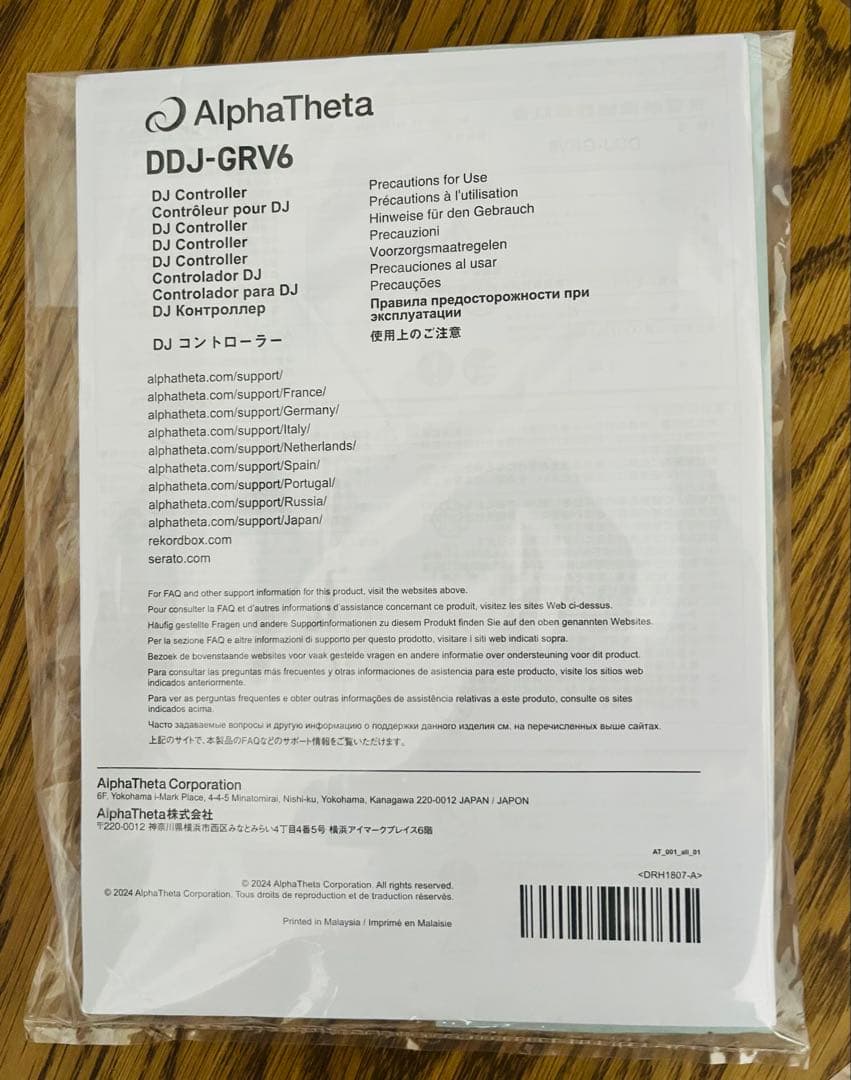 AlphaTheta
DDJ-GRV6
DJ Controller
Contrôleur pour DJ
DJ Controller
DJ Controller
DJ Controller
Controlador DJ
Controlador para DJ
DJ Контроллер
DJ コントローラー
Precautions for Use
Précautions à l'utilisation
Hinweise für den Gebrauch
Precauzioni
Voorzorgsmaatregelen
Precauciones al usar
Precauções
Правила предосторожности при
эксплуатации
使用上のご注意
alphatheta.com/support/
alphatheta.com/support/France/
alphatheta.com/support/Germany/
alphatheta.com/support/Italy/
alphatheta.com/support/Netherlands/
alphatheta.com/support/Spain/
alphatheta.com/support/Portugal/
alphatheta.com/support/Russia/
alphatheta.com/support/Japan/
rekordbox.com
serato.com
For FAQ and other support information for this product, visit the websites above.
Pour consulter la FAQ et d'autres informations d'assistance concernant ce produit, visitez les sites Web ci-dessus.
Häufig gestellte Fragen und andere Supportinformationen zu diesem Produkt finden Sie auf den oben genannten Websites.
Per la sezione FAQ e altre informazioni di supporto per questo prodotto, visitare i siti web indicati sopra.
Bezoek de bovenstaande websites voor vaak gestelde vragen en andere informatie over ondersteuning voor dit product.
Para consultar las preguntas más frecuentes y otras informaciones de asistencia para este producto, visite los sitios web
indicados anteriormente.
Para ver as perguntas frequentes e obter outras informações de assistência relativas a este produto, consulte os sites
indicados acima.
Часто задаваемые вопросы и другую информацию о поддержки данного изделия см. на перечисленных выше сайтах.
上記のサイトで、本製品のFAQなどのサポート情報をご覧いただけます。
AlphaTheta Corporation
6F, Yokohama i-Mark Place, 4-4-5 Minatomirai, Nishi-ku, Yokohama, Kanagawa 220-0012 JAPAN / JAPON
AlphaTheta株式会社
〒220-0012 神奈川県横浜市西区みなとみらい4丁目4番5号 横浜アイマークプレイス6階
AT_001_all_01
<DRH1807-A>
© 2024 AlphaTheta Corporation. All rights reserved.
© 2024 AlphaTheta Corporation. Tous droits de reproduction et de traduction réservés.
Printed in Malaysia / Imprimé en Malaisie